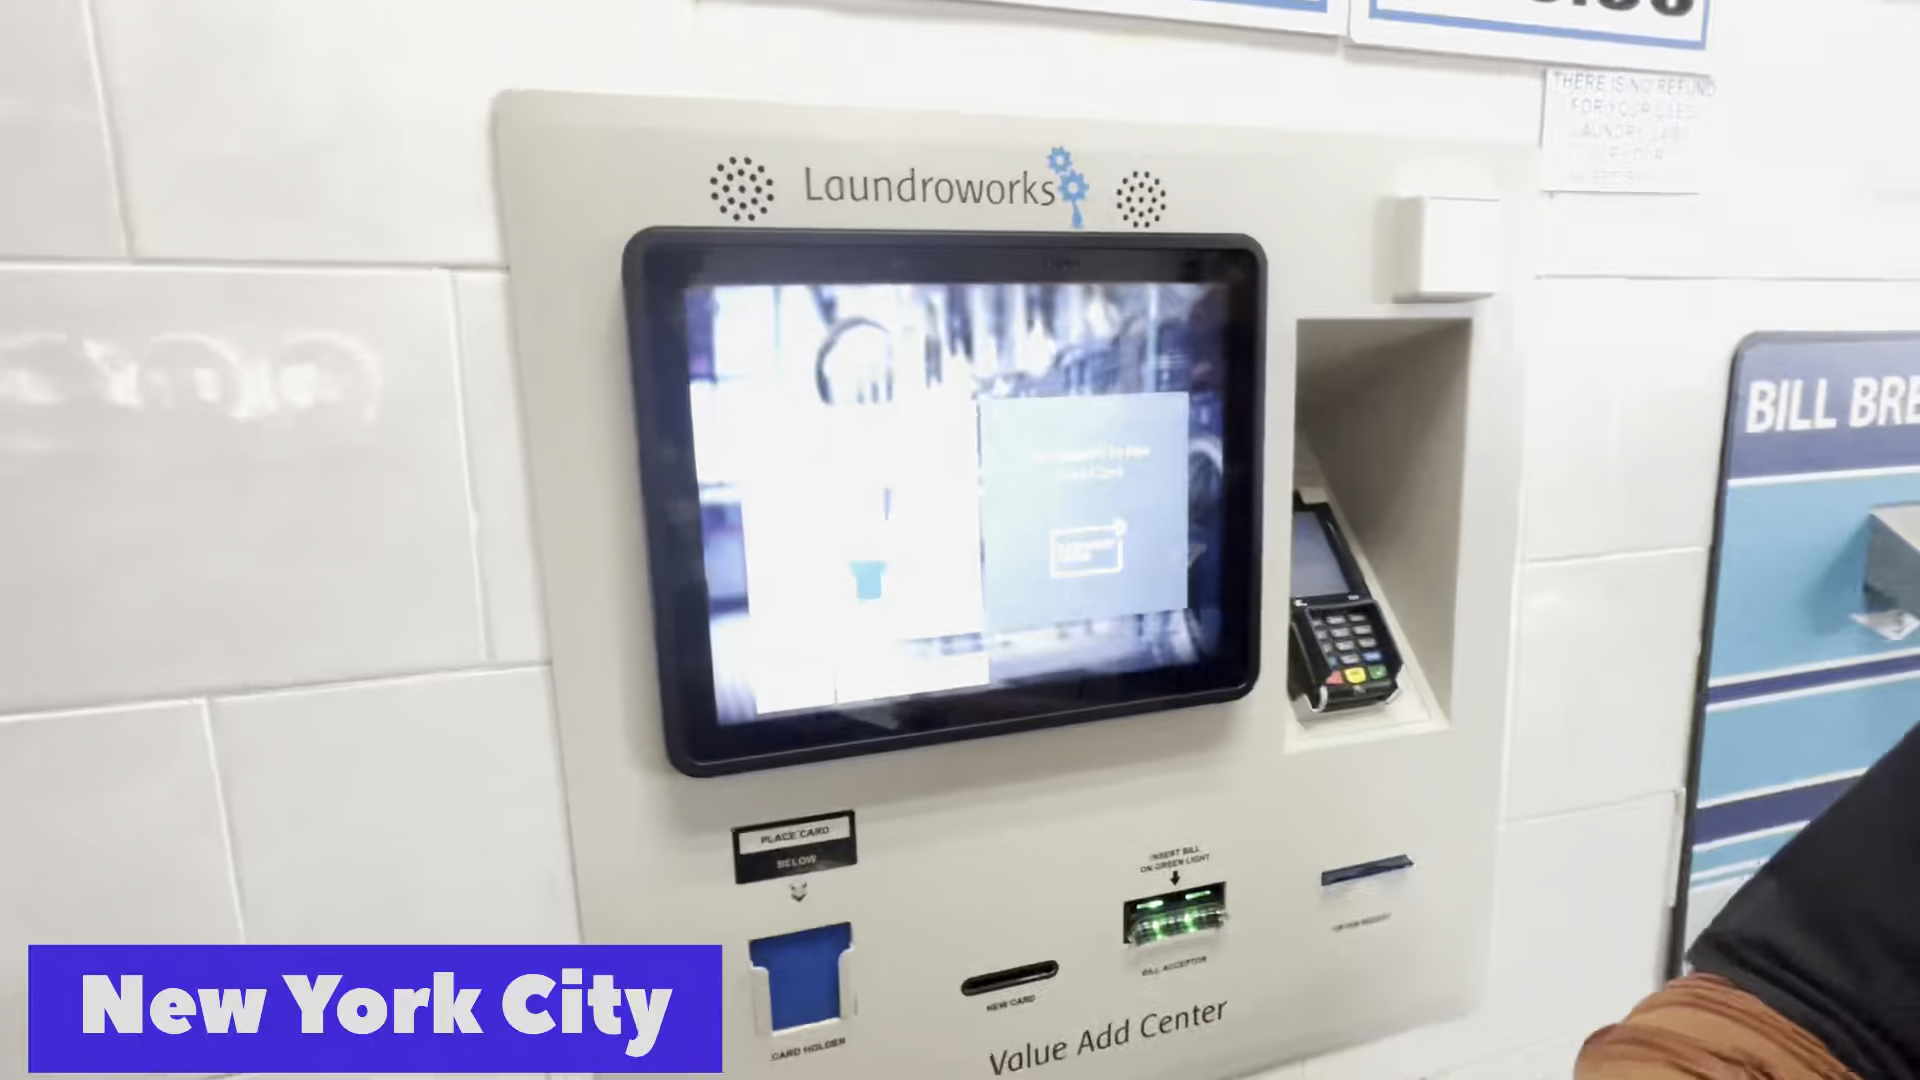 THERE IS NO REFUND
FOR YOUR USED
LAUNDRY CARD
Laundroworks
BILL BRE
PLACE CARD
BELOW
INSERT BILL
ON GREEN LIGHT
BILL ACCEPTOR
NEW CARD
CARD HOLDER
Value Add Center
New York City